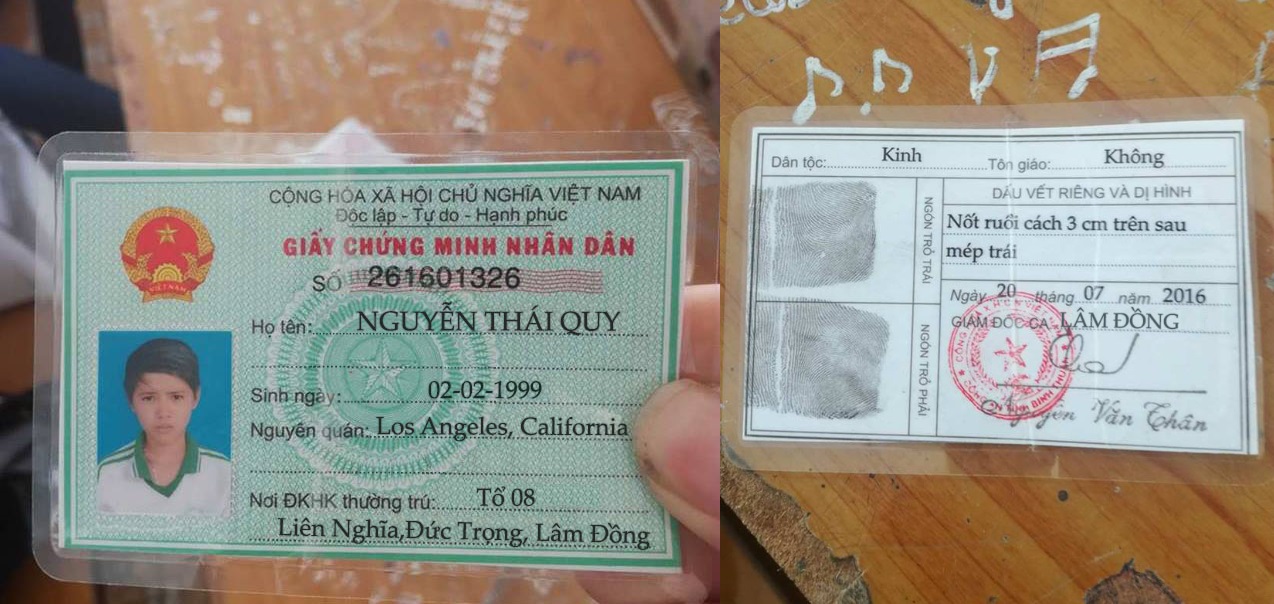 CỘNG HÒA XÃ HỘI CHỦ NGHĨA VIỆT NAM
Độc lập - Tự do - Hạnh phúc
GIẤY CHỨNG MINH NHÂN DÂN
SỐ 261601326
VIỆT NAM
Họ tên: NGUYỄN THÁI QUY
Sinh ngày: 02-02-1999
Nguyên quán: Los Angeles, California
Nơi ĐKHK thường trú: Tổ 08
Liên Nghĩa,Đức Trọng, Lâm Đồng
Dân tộc: Kinh Tôn giáo: Không
NGÓN TRỎ TRÁI
NGÓN TRỎ PHẢI
DẤU VẾT RIÊNG VÀ DỊ HÌNH
Nốt ruồi cách 3 cm trên sau
mép trái
Ngày 20 tháng 07 năm 2016
GIÁM ĐỐC CA: LÂM ĐỒNG
Nguyễn Văn Thân